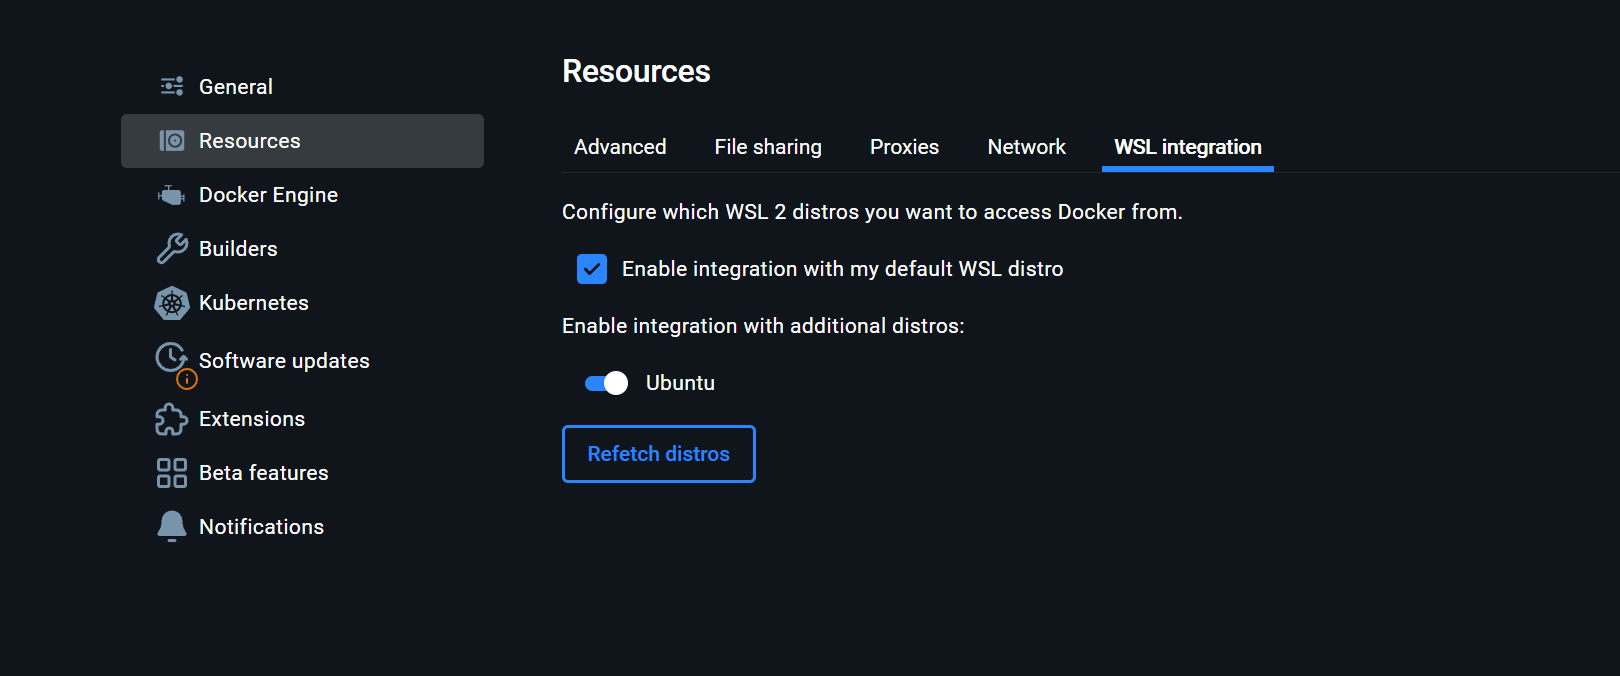 General
Resources
Docker Engine
Builders
Kubernetes
Software updates
Extensions
Beta features
Notifications
Resources
Advanced File sharing Proxies Network WSL integration
Configure which WSL 2 distros you want to access Docker from.
Enable integration with my default WSL distro
Enable integration with additional distros:
Ubuntu
Refetch distros